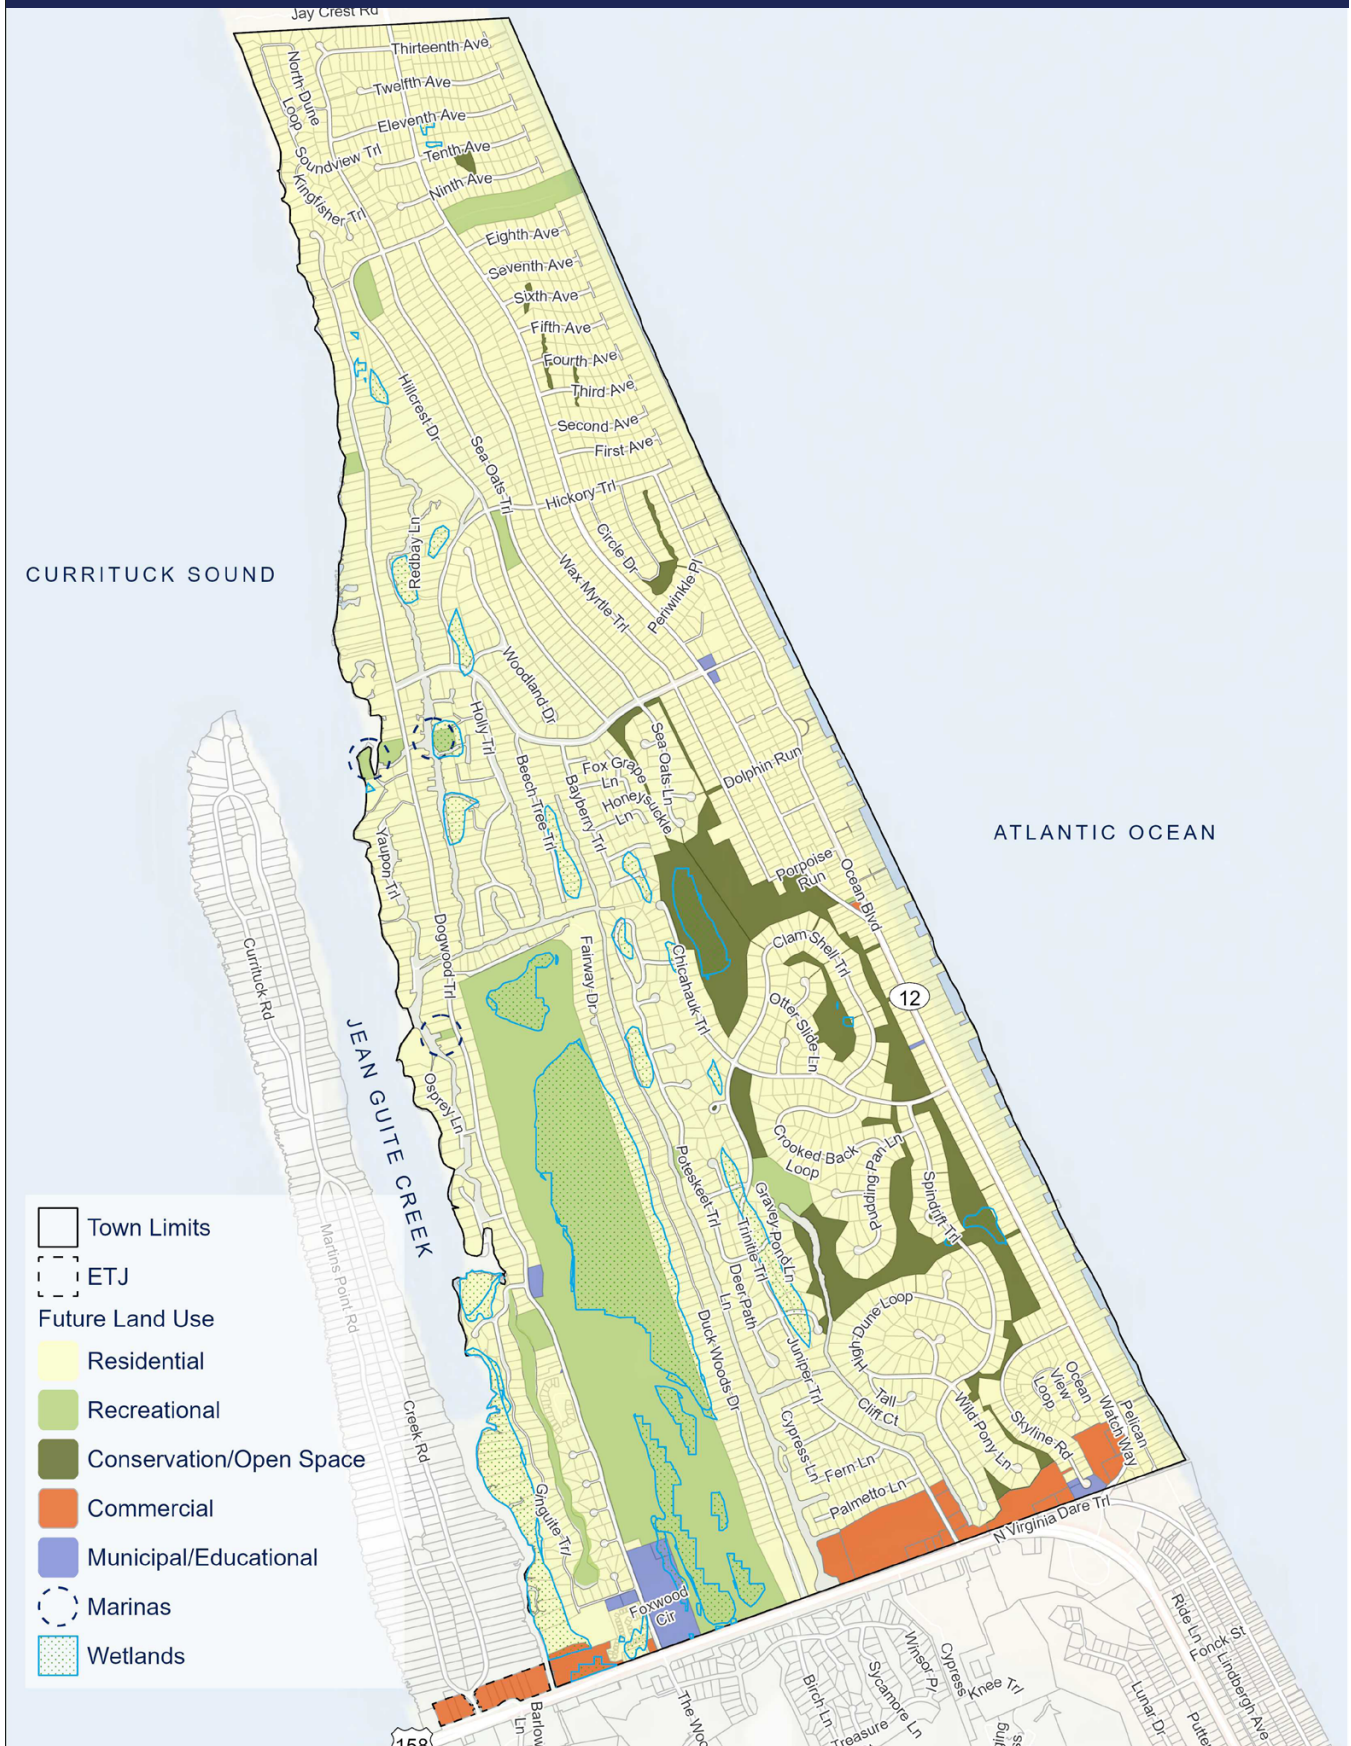 Jay Crest Rd
Thirteenth Ave
North Dune
Loop
Twelfth Ave
Eleventh Ave
Soundview Trl
Tenth Ave
Kingfisher Trl
Ninth Ave
Eighth Ave
Seventh Ave
Sixth Ave
Fifth Ave
Fourth Ave
Third Ave
Hillcrest Dr
Second Ave
First Ave
Sea Oats Trl
Hickory Trl
Redbay Ln
Circle Dr
CURRITUCK SOUND
Wax Myrtle Trl
Periwinkle Pl
Woodland Dr
Holly Trl
Sea Oats Ln
Dolphin Run
Fox Grape
Ln
Beech Tree Trl
Bayberry Trl
Honeysuckle
Ln
ATLANTIC OCEAN
Yaupon Trl
Porpoise
Run
Ocean Blvd
Dogwood Trl
Fairway Dr
Clam Shell Trl
Chicahauk Trl
Currituck Rd
Otter Slide Ln
12
JEAN GUITE CREEK
Osprey Ln
Crooked Back
Loop
Pudding Pan Ln
Poteskeet Trl
Spindrift Trl
Gravey Pond Ln
Trinitie Trl
Martins Point Rd
Deer Path
Ln
High Dune Loop
Duck Woods Dr
Juniper Trl
Ocean
View
Loop
Tall
Cliff Ct
Wild Pony Ln
Skyline Rd
Pelican
Watch Way
Creek Rd
Cypress Ln
Fern Ln
Palmetto Ln
Ginguite Trl
N Virginia Dare Trl
Foxwood
Cir
Ride Ln
Fonck St
Lindbergh Ave
Winsor Pl
Cypress
Knee Trl
Sycamore Ln
Birch Ln
Lunar Dr
The Woo
Barlow
Ln
Treasure
Putte
ging
ss
158
Town Limits
ETJ
Future Land Use
Residential
Recreational
Conservation/Open Space
Commercial
Municipal/Educational
Marinas
Wetlands